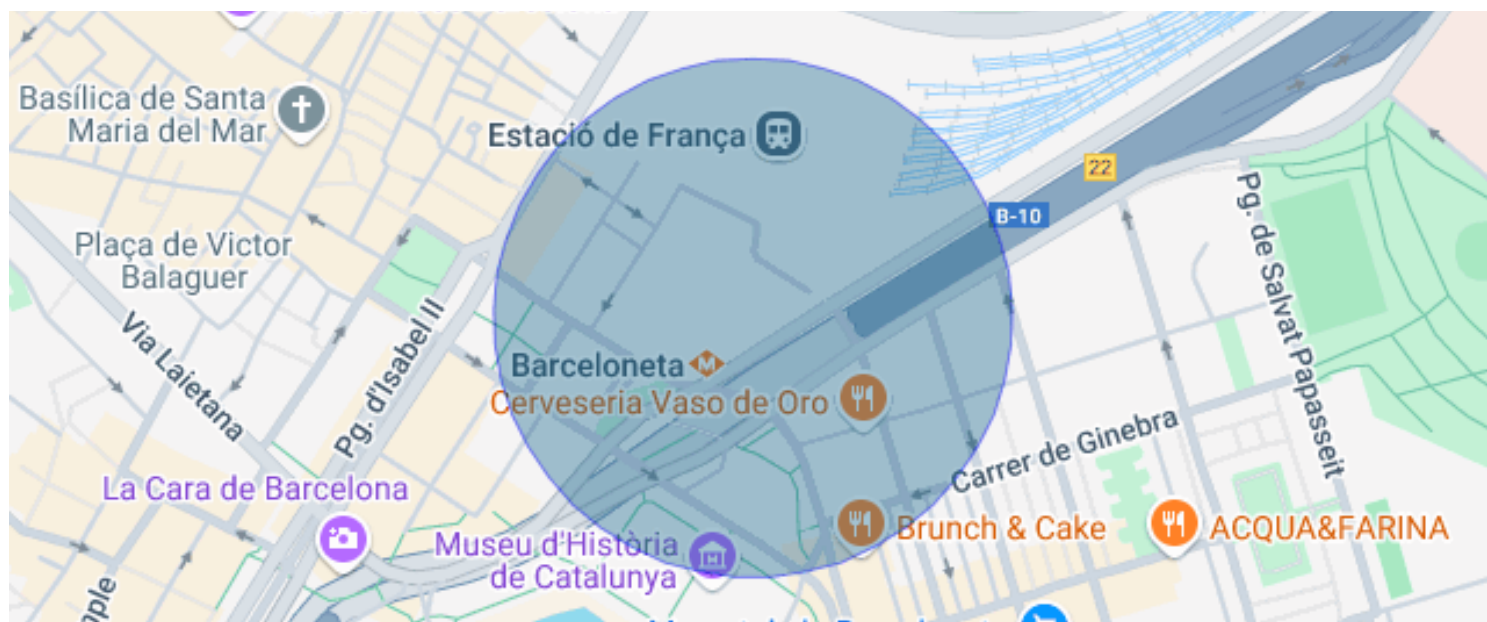 Basílica de Santa
Maria del Mar
Estació de França
22
B-10
Plaça de Victor
Balaguer
Pg. de Salvat Papasseit
Pg. d'Isabel II
Via Laietana
Barceloneta
M
Cerveseria Vaso de Oro
Carrer de Ginebra
La Cara de Barcelona
Brunch & Cake
ACQUA&FARINA
Museu d'Història
de Catalunya